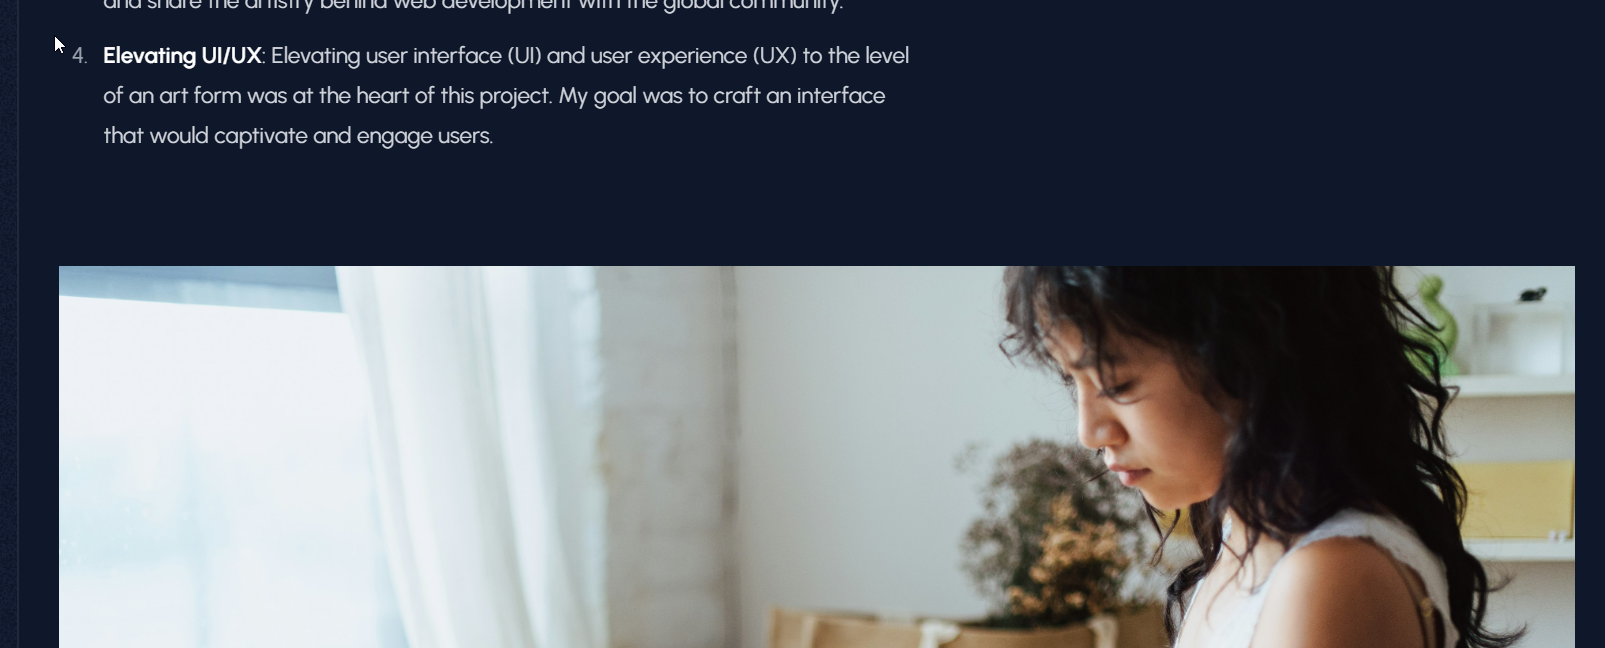 and share the artistry behind web development with the global community.
4. Elevating UI/UX: Elevating user interface (UI) and user experience (UX) to the level
of an art form was at the heart of this project. My goal was to craft an interface
that would captivate and engage users.